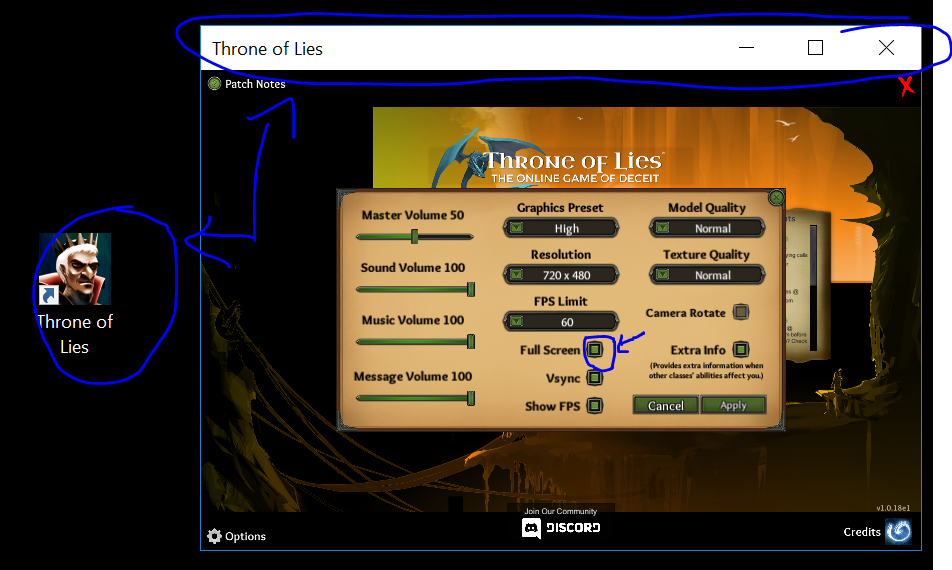 Throne of Lies
Patch Notes
THRONE OF LIES™
THE ONLINE GAME OF DECEIT
Master Volume 50
Sound Volume 100
Music Volume 100
Message Volume 100
Graphics Preset
High
Resolution
720 x 480
FPS Limit
60
Full Screen
Vsync
Show FPS
Model Quality
Normal
Texture Quality
Normal
Camera Rotate
Extra Info
(Provides extra information when
other classes' abilities affect you.)
Cancel
Apply
Throne of
Lies
v1.0.18e1
Join Our Community
DISCORD
Options
Credits